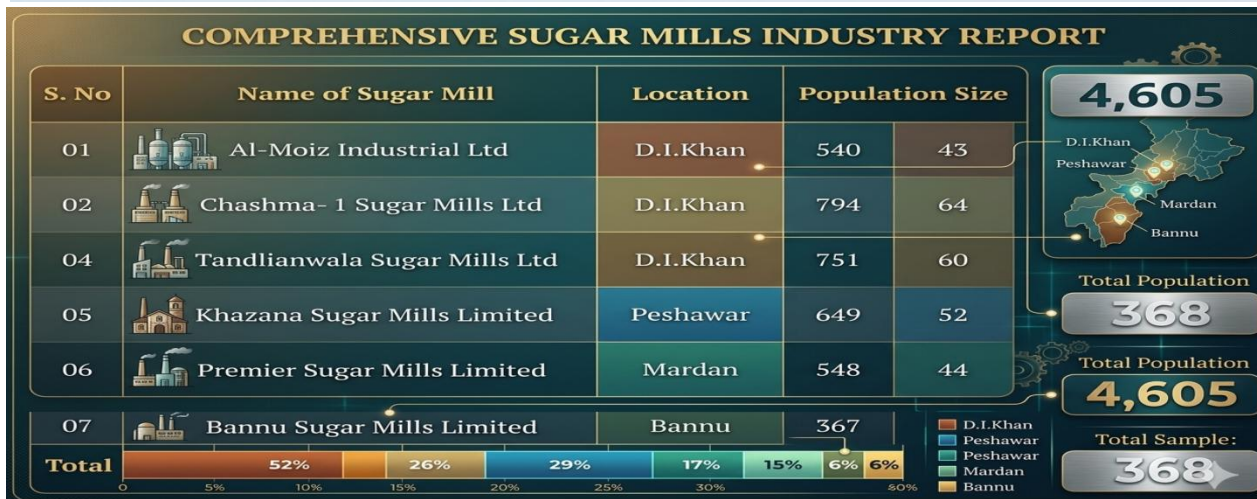 COMPREHENSIVE SUGAR MILLS INDUSTRY REPORT
S. No Name of Sugar Mill Location Population Size
01 Al-Moiz Industrial Ltd D.I.Khan 540 43
02 Chashma- 1 Sugar Mills Ltd D.I.Khan 794 64
04 Tandlianwala Sugar Mills Ltd D.I.Khan 751 60
05 Khazana Sugar Mills Limited Peshawar 649 52
06 Premier Sugar Mills Limited Mardan 548 44
07 Bannu Sugar Mills Limited Bannu 367
Total 52% 26% 29% 17% 15% 6% 6%
0 5% 10% 15% 20% 25% 30% 80%
4,605
D.I.Khan
Peshawar
Mardan
Bannu
Total Population
368
Total Population
4,605
Total Sample:
368
D.I.Khan
Peshawar
Peshawar
Mardan
Bannu